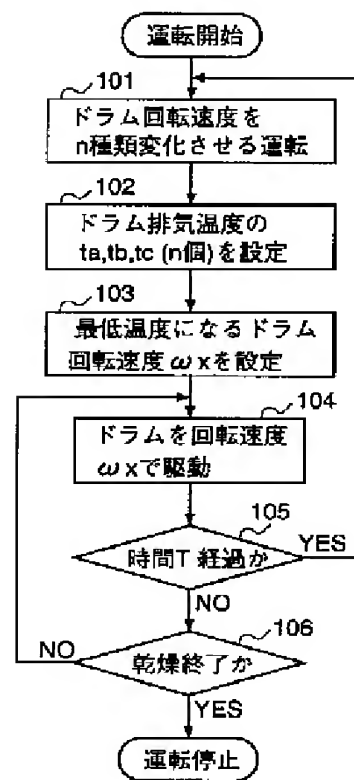 運転開始
101
ドラム回転速度を
n種類変化させる運転
102
ドラム排気温度の
ta,tb,tc (n個)を設定
103
最低温度になるドラム
回転速度ωxを設定
104
ドラムを回転速度
ωxで駆動
105
時間T 経過か
YES
NO
106
乾燥終了か
NO
YES
運転停止